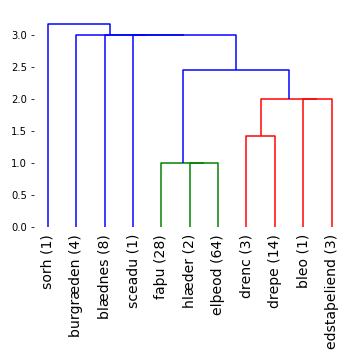 3.0
2.5
2.0
1.5
1.0
0.5
0.0
sorh (1)
burgræden (4)
blædnes (8)
sceadu (1)
faþu (28)
hlæder (2)
elþeod (64)
drenc (3)
drepe (14)
bleo (1)
edstaþeliend (3)